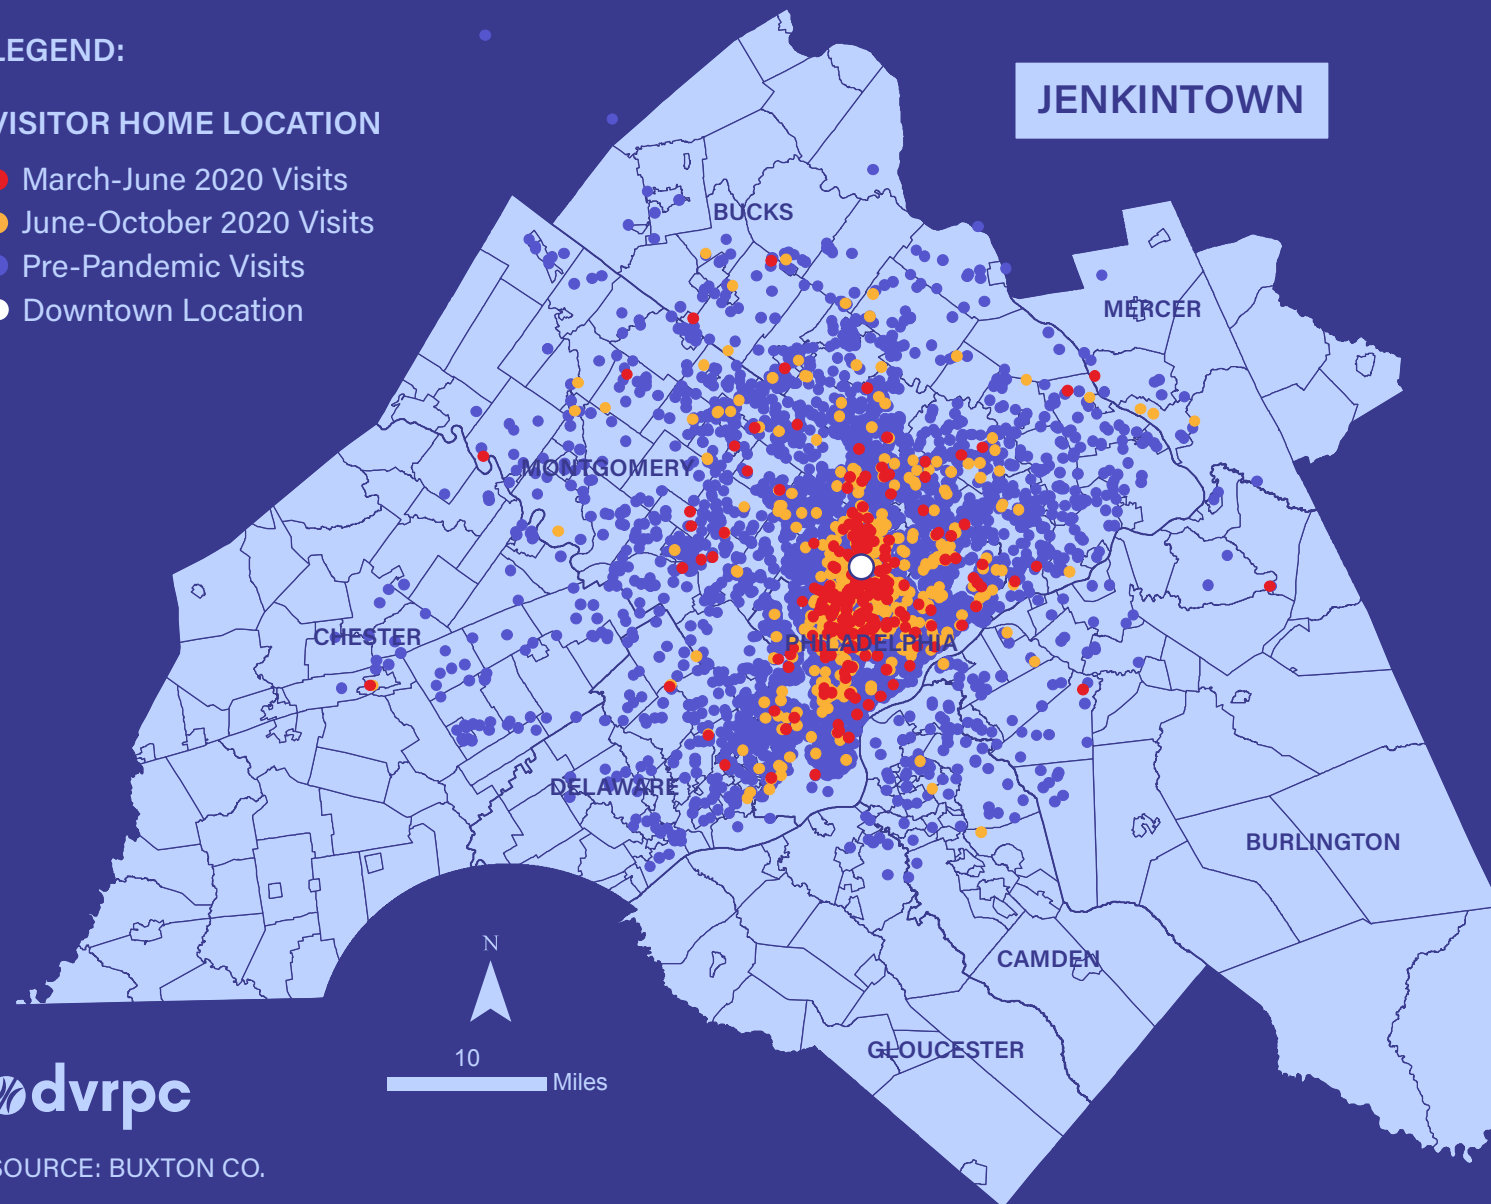 LEGEND:
JENKINTOWN
VISITOR HOME LOCATION
March-June 2020 Visits
June-October 2020 Visits
Pre-Pandemic Visits
Downtown Location
BUCKS
MERCER
MONTGOMERY
CHESTER
PHILADELPHIA
DELAWARE
BURLINGTON
CAMDEN
GLOUCESTER
N
10
Miles
dvrpc
SOURCE: BUXTON CO.